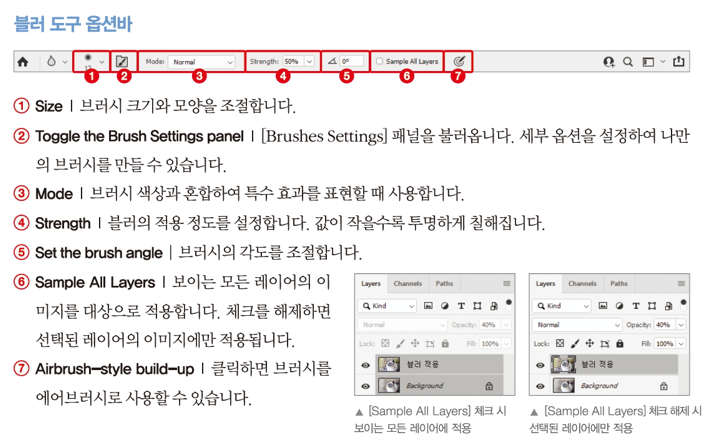 블러 도구 옵션바
Mode: Normal Strength: 50% 0° Sample All Layers
1 2 3 4 5 6 7
① Size | 브러시 크기와 모양을 조절합니다.
② Toggle the Brush Settings panel | [Brushes Settings] 패널을 불러옵니다. 세부 옵션을 설정하여 나만
의 브러시를 만들 수 있습니다.
③ Mode | 브러시 색상과 혼합하여 특수 효과를 표현할 때 사용합니다.
④ Strength | 블러의 적용 정도를 설정합니다. 값이 작을수록 투명하게 칠해집니다.
⑤ Set the brush angle | 브러시의 각도를 조절합니다.
⑥ Sample All Layers | 보이는 모든 레이어의 이
미지를 대상으로 적용합니다. 체크를 해제하면
선택된 레이어의 이미지에만 적용됩니다.
⑦ Airbrush-style build-up | 클릭하면 브러시를
에어브러시로 사용할 수 있습니다.
Layers Channels Paths
Kind
Normal Opacity: 40%
Lock: Fill: 100%
블러 적용
Background
▲ [Sample All Layers] 체크 시
보이는 모든 레이어에 적용
Layers Channels Paths
Kind
Normal Opacity: 40%
Lock: Fill: 100%
블러 적용
Background
▲ [Sample All Layers] 체크 해제 시
선택된 레이어에만 적용